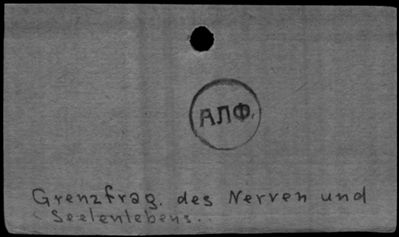 АЛФ.
Grenzfrag. des Nerven und
Seelenlebens..